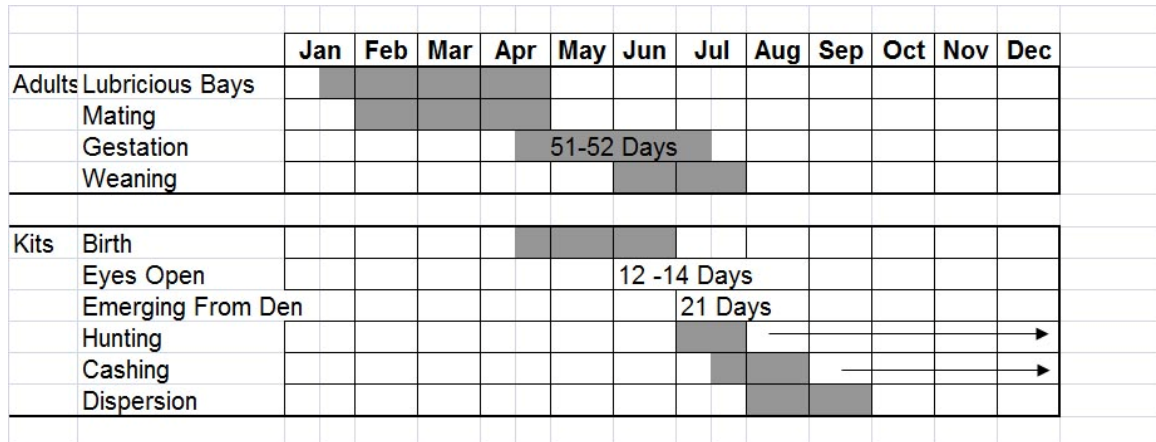 Jan Feb Mar Apr May Jun Jul Aug Sep Oct Nov Dec
Adults Lubricious Bays
Mating
Gestation 51-52 Days
Weaning
Kits Birth
Eyes Open 12 -14 Days
Emerging From Den 21 Days
Hunting
Cashing
Dispersion